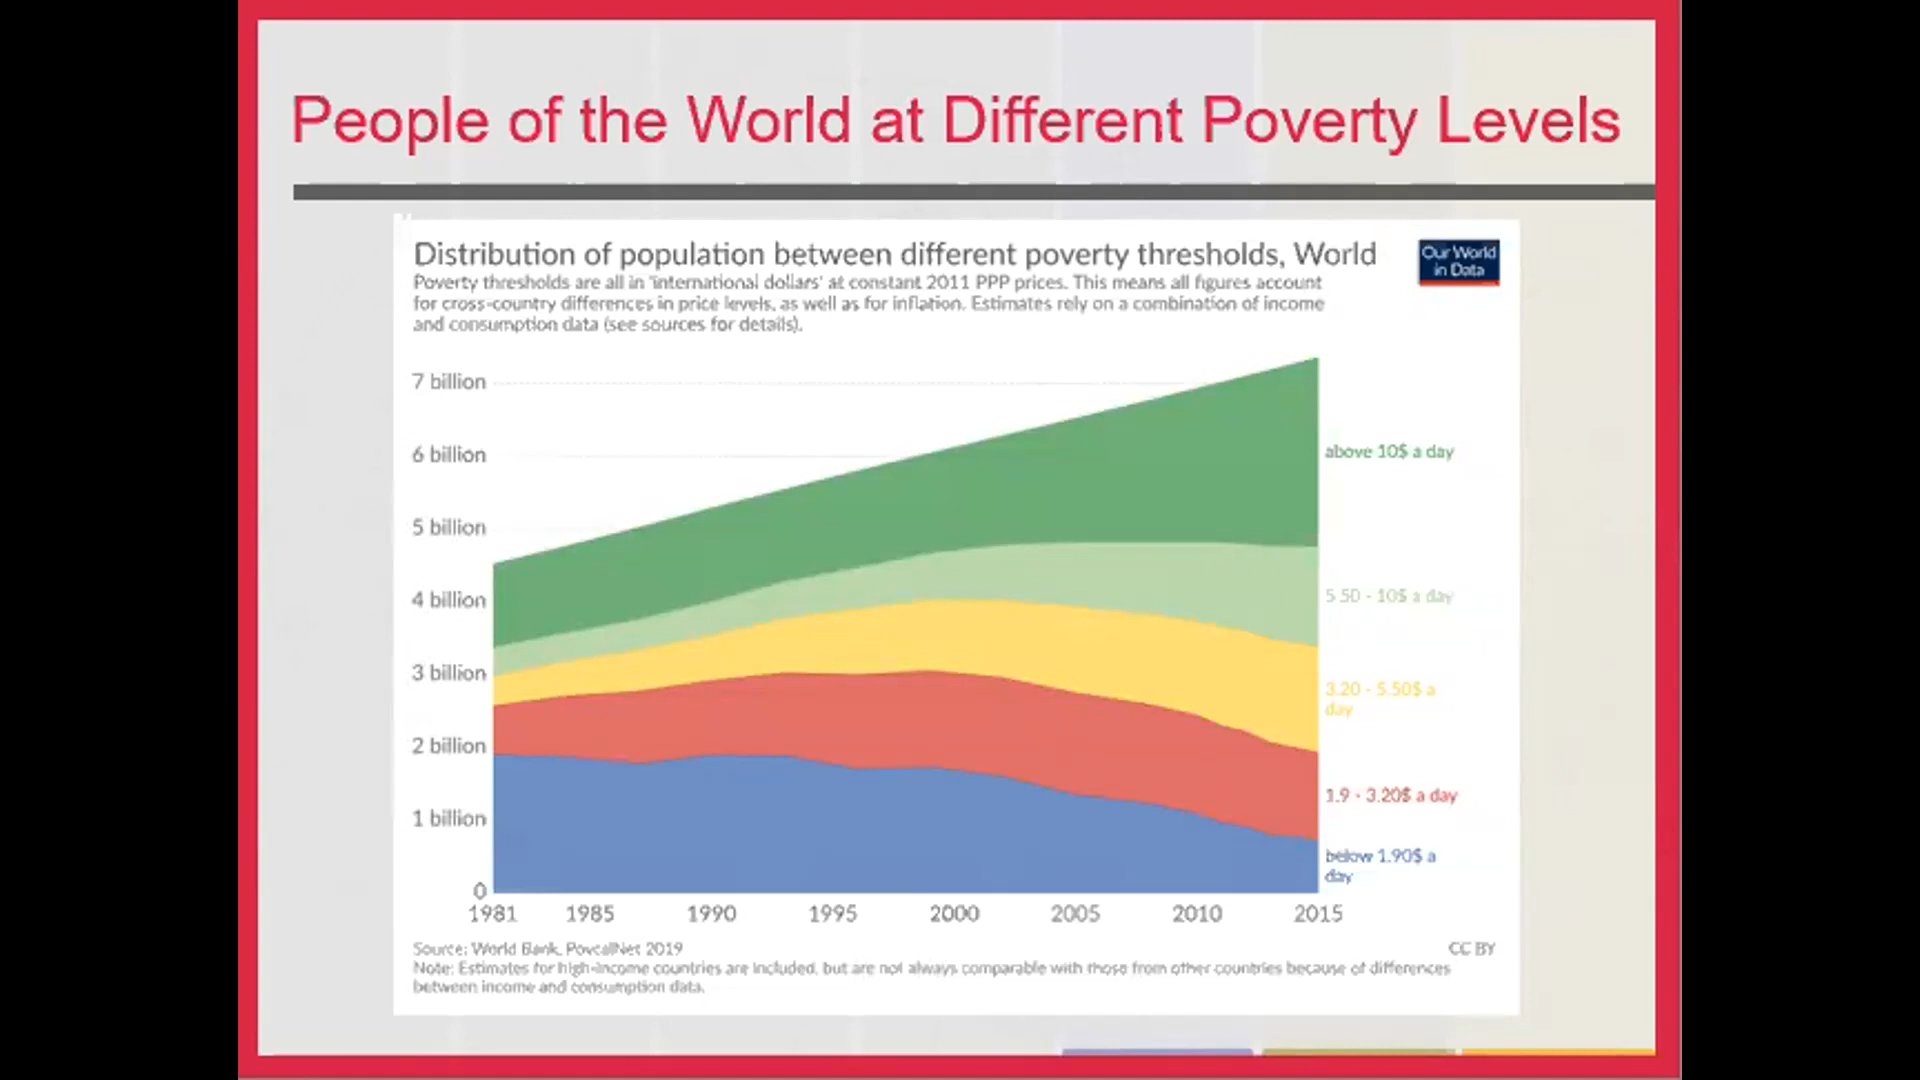 People of the World at Different Poverty Levels
Distribution of population between different poverty thresholds, World
Our World
in Data
Poverty thresholds are all in 'international dollars' at constant 2011 PPP prices. This means all figures account
for cross-country differences in price levels, as well as for inflation. Estimates rely on a combination of income
and consumption data (see sources for details).
7 billion
6 billion
5 billion
4 billion
3 billion
2 billion
1 billion
0
above 10$ a day
5.50 - 10$ a day
3.20 - 5.50$ a
day
1.9 - 3.20$ a day
below 1.90$ a
day
1981 1985 1990 1995 2000 2005 2010 2015
Source: World Bank, PovcalNet 2019
CC BY
Note: Estimates for high-income countries are included, but are not always comparable with those from other countries because of differences
between income and consumption data.